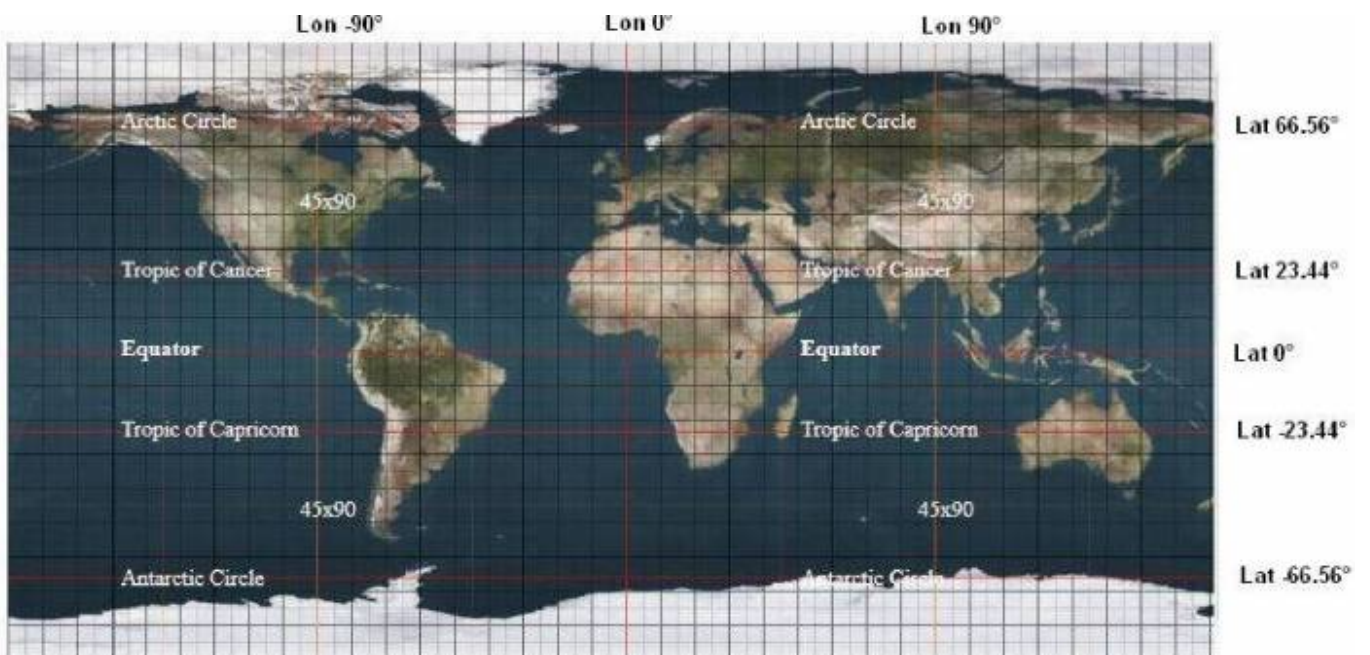 Lon -90° Lon 0° Lon 90°
Arctic Circle Arctic Circle Lat 66.56°
45x90 45x90
Tropic of Cancer Tropic of Cancer Lat 23.44°
Equator Equator Lat 0°
Tropic of Capricorn Tropic of Capricorn Lat -23.44°
45x90 45x90
Antarctic Circle Antarctic Circle Lat -66.56°